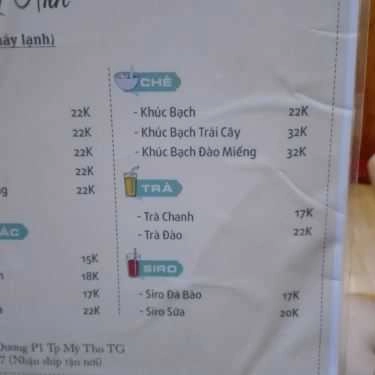 máy lạnh)
22K
22K
22K
22K
22K
ÁC
15K
18K
17K
22K
CHÈ
- Khúc Bạch 22K
- Khúc Bạch Trái Cây 32K
- Khúc Bạch Đào Miếng 32K
TRÀ
- Trà Chanh 17K
- Trà Đào 22K
SIRO
- Siro Đá Bào 17K
- Siro Sữa 20K
Dương P1 Tp Mỹ Tho TG
7 (Nhận ship tận nơi)